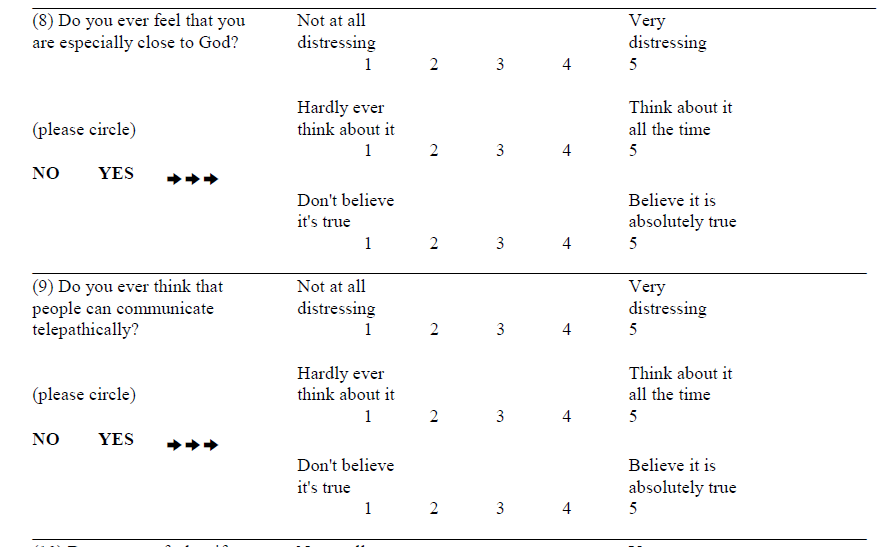 (8) Do you ever feel that you Not at all Very
are especially close to God? distressing distressing
1 2 3 4 5
Hardly ever Think about it
(please circle) think about it all the time
1 2 3 4 5
NO YES ➔➔➔
Don't believe Believe it is
it's true absolutely true
1 2 3 4 5
(9) Do you ever think that Not at all Very
people can communicate distressing distressing
telepathically? 1 2 3 4 5
Hardly ever Think about it
(please circle) think about it all the time
1 2 3 4 5
NO YES ➔➔➔
Don't believe Believe it is
it's true absolutely true
1 2 3 4 5